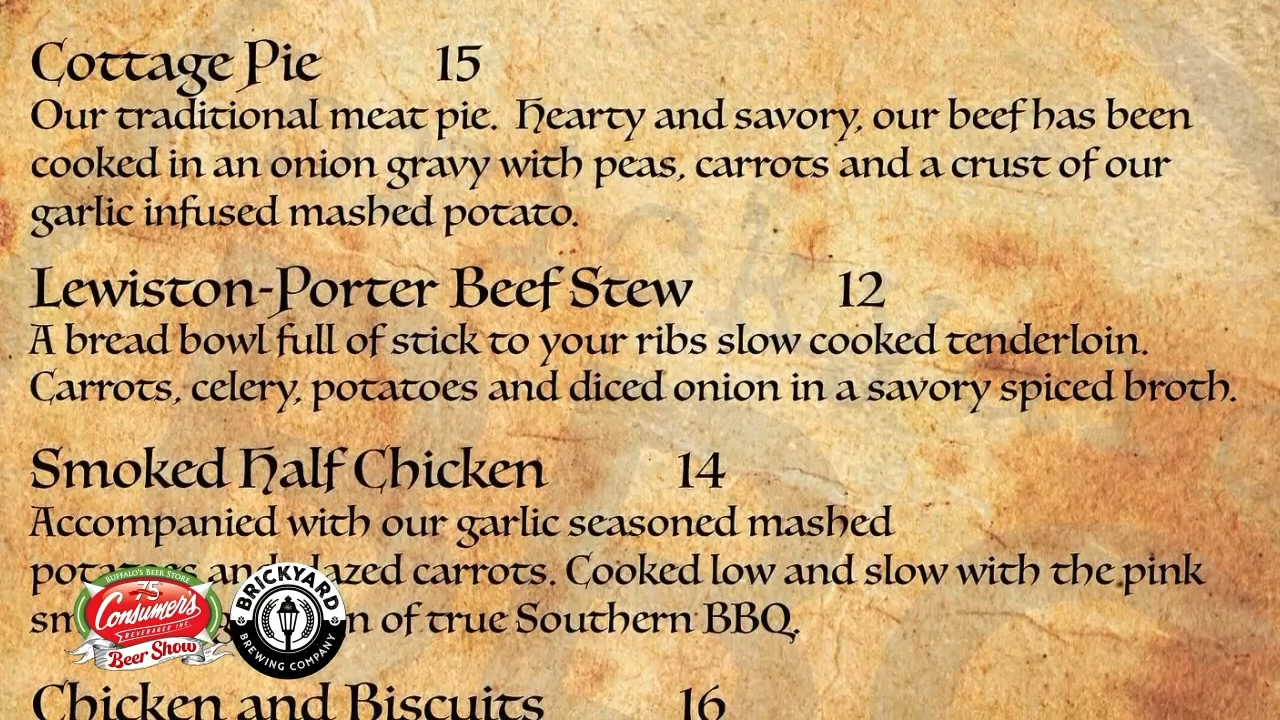 Cottage Pie 15
Our traditional meat pie. Hearty and savory, our beef has been
cooked in an onion gravy with peas, carrots and a crust of our
garlic infused mashed potato.
Lewiston-Porter Beef Stew 12
A bread bowl full of stick to your ribs slow cooked tenderloin.
Carrots, celery, potatoes and diced onion in a savory spiced broth.
Smoked Half Chicken 14
Accompanied with our garlic seasoned mashed
carrots. Cooked low and slow with the pink
of true Southern BBQ.
BUFFALO'S BEER STORE
75
Consumer's
BEVERAGES INC.
Beer Show
BRICKYARD
BREWING COMPANY
Chicken and Biscuits 16